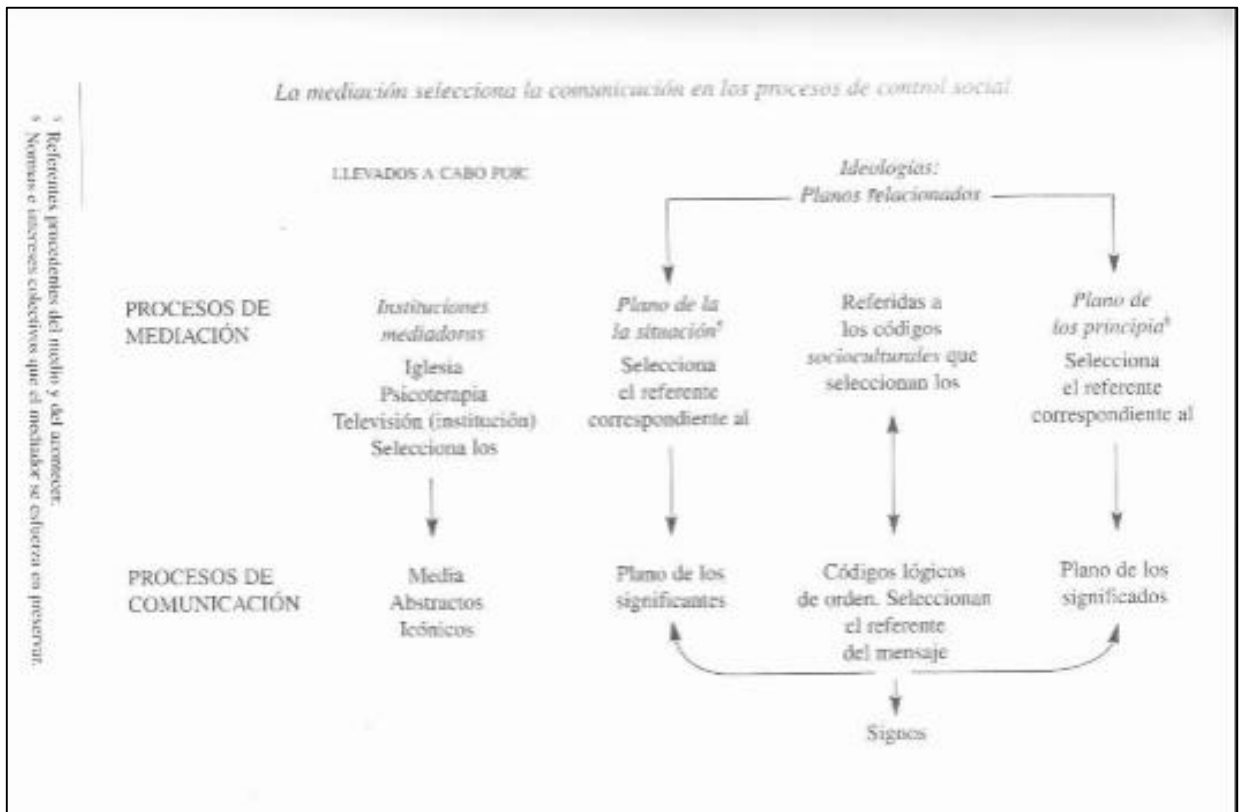 La mediación selecciona la comunicación en los procesos de control social
LLEVADOS A CABO POR:
Ideologías:
Planos relacionados
PROCESOS DE
MEDIACIÓN
Instituciones
mediadoras
Iglesia
Psicoterapia
Televisión (institución)
Selecciona los
Plano de la
la situación⁵
Selecciona
el referente
correspondiente al
Referidas a
los códigos
socioculturales que
seleccionan los
Plano de
los principia⁶
Selecciona
el referente
correspondiente al
PROCESOS DE
COMUNICACIÓN
Media
Abstractos
Icónicos
Plano de los
significantes
Códigos lógicos
de orden. Seleccionan
el referente
del mensaje
Plano de los
significados
Signos
⁵ Referentes procedentes del medio y del acontecer.
⁶ Normas e intereses colectivos que el mediador se esfuerza en preservar.